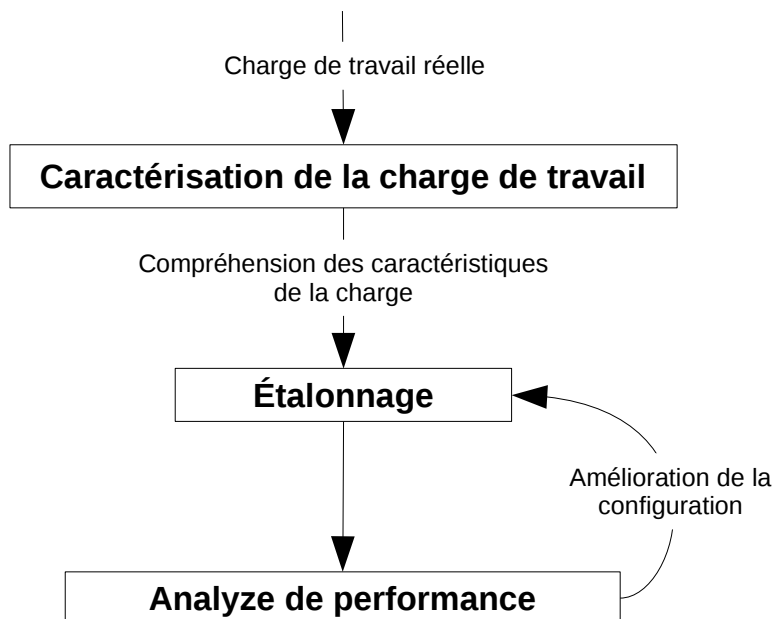 Charge de travail réelle
Caractérisation de la charge de travail
Compréhension des caractéristiques
de la charge
Étalonnage
Amélioration de la
configuration
Analyze de performance